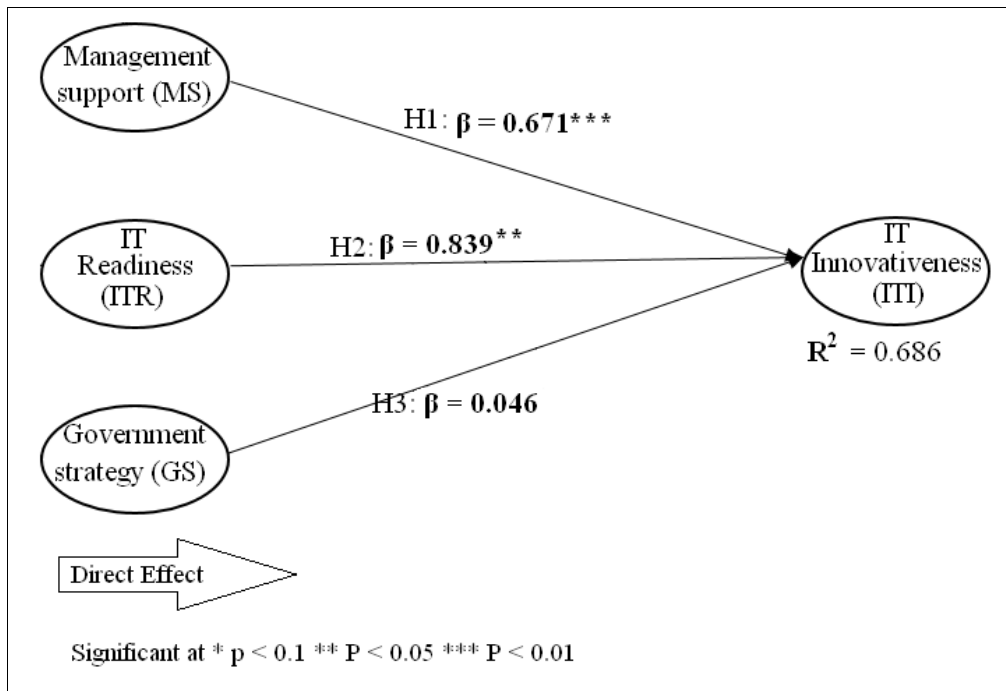 Management
support (MS)
H1: β = 0.671***
IT
Readiness
(ITR)
H2: β = 0.839**
IT
Innovativeness
(ITI)
R² = 0.686
H3: β = 0.046
Government
strategy (GS)
Direct Effect
Significant at * p < 0.1 ** P < 0.05 *** P < 0.01